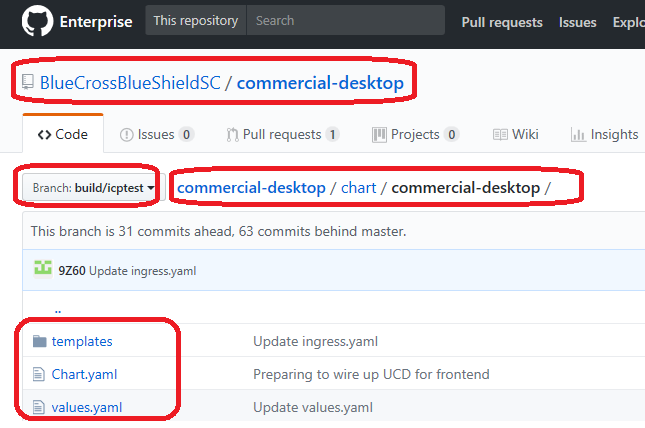 Enterprise This repository Search Pull requests Issues Explo
BlueCrossBlueShieldSC / commercial-desktop
Code Issues 0 Pull requests 1 Projects 0 Wiki Insights
Branch: build/icptest commercial-desktop / chart / commercial-desktop /
This branch is 31 commits ahead, 63 commits behind master.
9Z60 Update ingress.yaml
..
templates Update ingress.yaml
Chart.yaml Preparing to wire up UCD for frontend
values.yaml Update values.yaml